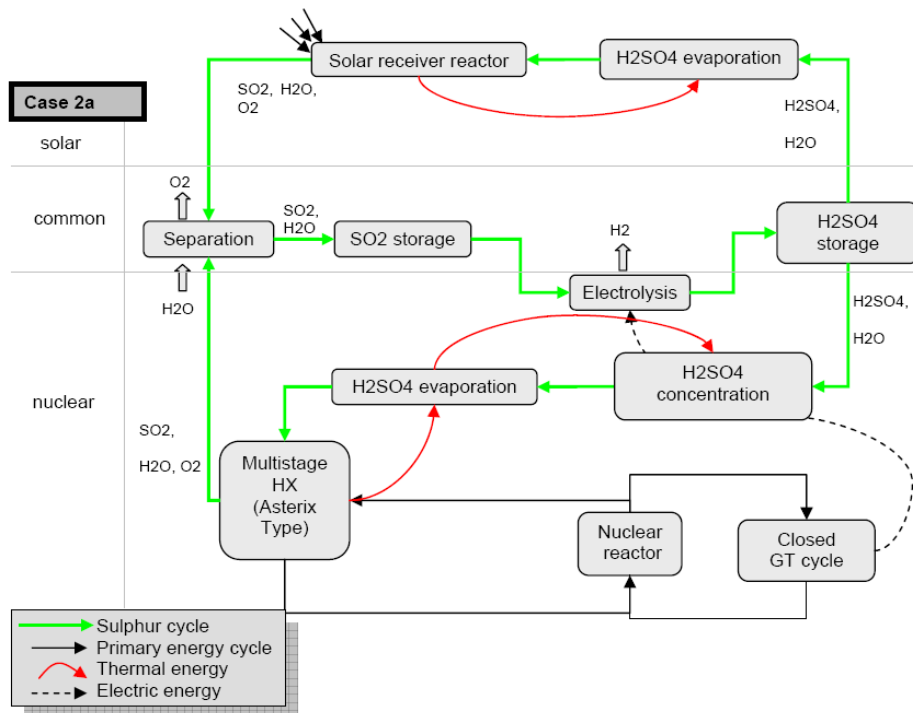 Solar receiver reactor
H2SO4 evaporation
SO2, H2O,
O2
Case 2a
H2SO4,
H2O
solar
O2
common
SO2,
H2O
Separation
SO2 storage
H2
H2SO4
storage
H2O
Electrolysis
H2SO4,
H2O
nuclear
H2SO4 evaporation
H2SO4
concentration
SO2,
H2O, O2
Multistage
HX
(Asterix
Type)
Nuclear
reactor
Closed
GT cycle
Sulphur cycle
Primary energy cycle
Thermal energy
Electric energy